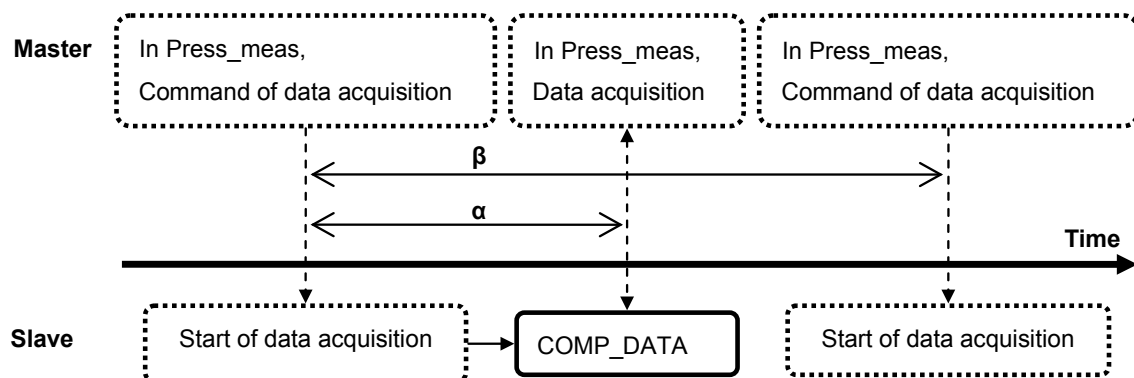 Master
In Press_meas,
Command of data acquisition
In Press_meas,
Data acquisition
In Press_meas,
Command of data acquisition
β
α
Time
Slave
Start of data acquisition
COMP_DATA
Start of data acquisition